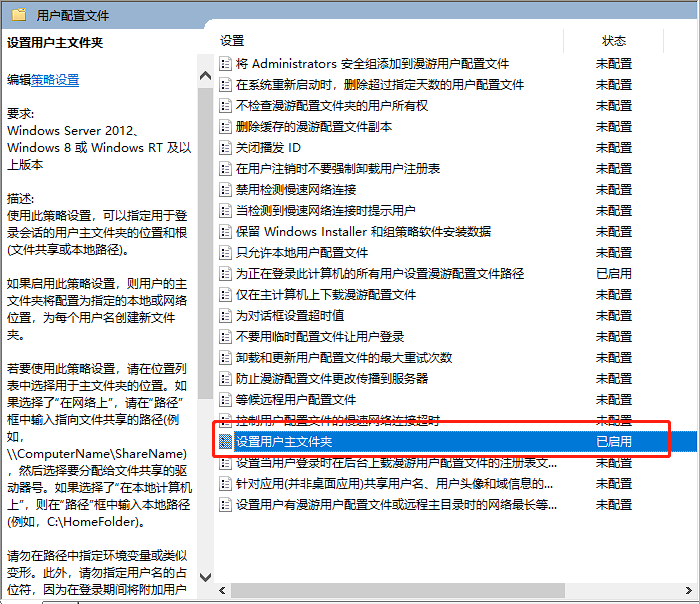 用户配置文件
设置用户主文件夹
编辑策略设置
要求:
Windows Server 2012、
Windows 8 或 Windows RT 及以
上版本
描述:
使用此策略设置，可以指定用于登
录会话的用户主文件夹的位置和根
(文件共享或本地路径)。
如果启用此策略设置，则用户的主
文件夹将配置为指定的本地或网络
位置，为每个用户名创建新文件
夹。
若要使用此策略设置，请在位置列
表中选择用于主文件夹的位置。如
果选择了“在网络上”，请在“路径”
框中输入指向文件共享的路径(例
如，
\\ComputerName\ShareName)
，然后选择要分配给文件共享的驱
动器号。如果选择了“在本地计算机
上”，则在“路径”框中输入本地路径
(例如，C:\HomeFolder)。
请勿在路径中指定环境变量或类似
变形。此外，请勿指定用户名的占
位符，因为在登录期间将附加用户
设置 状态
将 Administrators 安全组添加到漫游用户配置文件 未配置
在系统重新启动时，删除超过指定天数的用户配置文件 未配置
不检查漫游配置文件夹的用户所有权 未配置
删除缓存的漫游配置文件副本 未配置
关闭播发 ID 未配置
在用户注销时不要强制卸载用户注册表 未配置
禁用检测慢速网络连接 未配置
当检测到慢速网络连接时提示用户 未配置
保留 Windows Installer 和组策略软件安装数据 未配置
只允许本地用户配置文件 未配置
为正在登录此计算机的所有用户设置漫游配置文件路径 已启用
仅在主计算机上下载漫游配置文件 未配置
为对话框设置超时值 未配置
不要用临时配置文件让用户登录 未配置
卸载和更新用户配置文件的最大重试次数 未配置
防止漫游配置文件更改传播到服务器 未配置
等候远程用户配置文件 未配置
控制用户配置文件的慢速网络连接超时 未配置
设置用户主文件夹 已启用
设置当用户登录时在后台上载漫游用户配置文件的注册表文... 未配置
针对应用(并非桌面应用)共享用户名、用户头像和域信息的... 未配置
设置用户有漫游用户配置文件或远程主目录时的网络最长等... 未配置